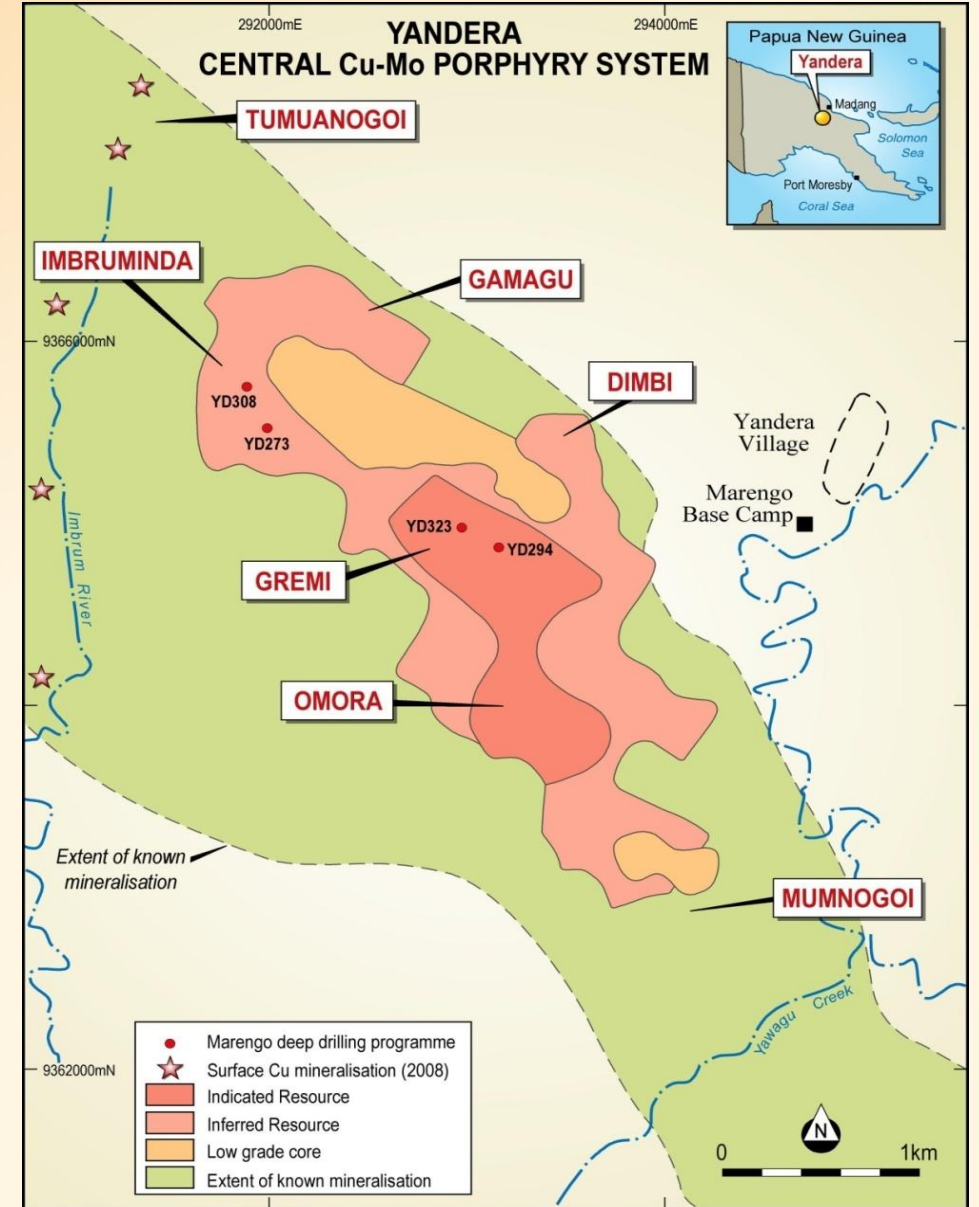 292000mE
294000mE
YANDERA
CENTRAL Cu-Mo PORPHYRY SYSTEM
Papua New Guinea
Yandera
Madang
Solomon
Sea
Port Moresby
Coral Sea
TUMUANOGOI
IMBRUMINDA
GAMAGU
9366000mN
DIMBI
YD308
YD273
Yandera
Village
Marengo
Base Camp
YD323
YD294
Imbrum River
GREMI
OMORA
Extent of known
mineralisation
MUMNOGOI
Yawagu Creek
9362000mN
Marengo deep drilling programme
Surface Cu mineralisation (2008)
Indicated Resource
Inferred Resource
Low grade core
Extent of known mineralisation
N
0 1km